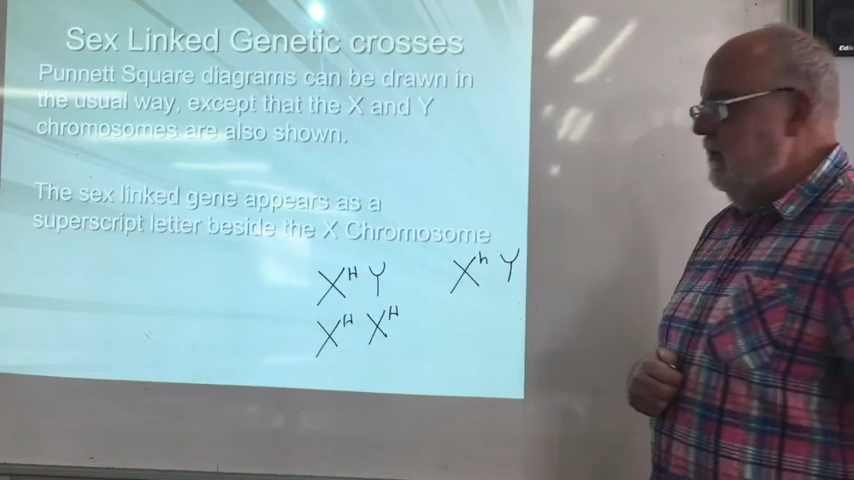 Sex Linked Genetic crosses
Punnett Square diagrams can be drawn in
the usual way, except that the X and Y
chromosomes are also shown.
The sex linked gene appears as a
superscript letter beside the X Chromosome
Xᴴ Y    Xʰ Y
Xᴴ Xᴴ